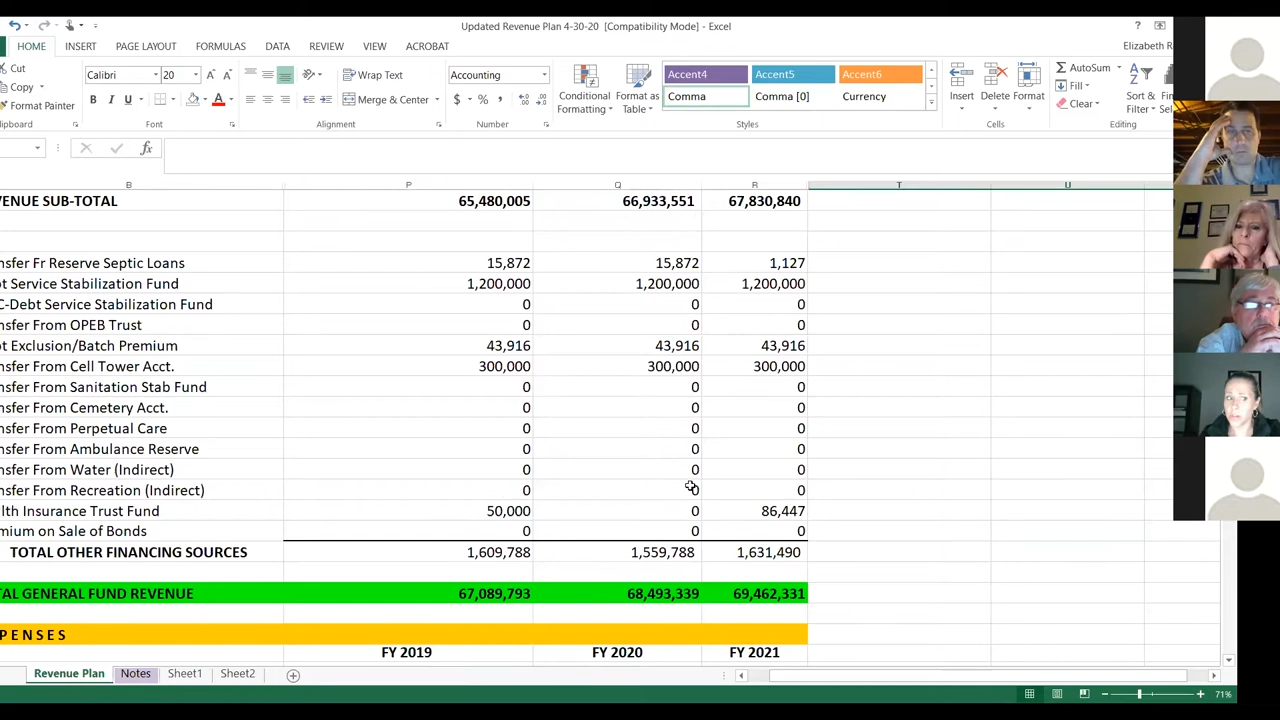 Updated Revenue Plan 4-30-20 [Compatibility Mode] - Excel
?
HOME INSERT PAGE LAYOUT FORMULAS DATA REVIEW VIEW ACROBAT
Elizabeth R
Cut
Copy
Format Painter
lipboard
Calibri 20
B I U
Font
Wrap Text
Merge & Center
Alignment
Accounting
$ % ,
Number
Conditional Formatting
Format as Table
Accent4 Accent5 Accent6
Comma Comma [0] Currency
Styles
Insert Delete Format
Cells
AutoSum
Fill
Clear
Sort & Filter
Editing
fx
B P Q R T U
ENUE SUB-TOTAL 65,480,005 66,933,551 67,830,840
nsfer Fr Reserve Septic Loans 15,872 15,872 1,127
t Service Stabilization Fund 1,200,000 1,200,000 1,200,000
C-Debt Service Stabilization Fund 0 0 0
nsfer From OPEB Trust 0 0 0
t Exclusion/Batch Premium 43,916 43,916 43,916
nsfer From Cell Tower Acct. 300,000 300,000 300,000
nsfer From Sanitation Stab Fund 0 0 0
nsfer From Cemetery Acct. 0 0 0
nsfer From Perpetual Care 0 0 0
nsfer From Ambulance Reserve 0 0 0
nsfer From Water (Indirect) 0 0 0
nsfer From Recreation (Indirect) 0 0 0
lth Insurance Trust Fund 50,000 0 86,447
mium on Sale of Bonds 0 0 0
TOTAL OTHER FINANCING SOURCES 1,609,788 1,559,788 1,631,490
TAL GENERAL FUND REVENUE 67,089,793 68,493,339 69,462,331
P E N S E S
FY 2019 FY 2020 FY 2021
Revenue Plan Notes Sheet1 Sheet2
71%